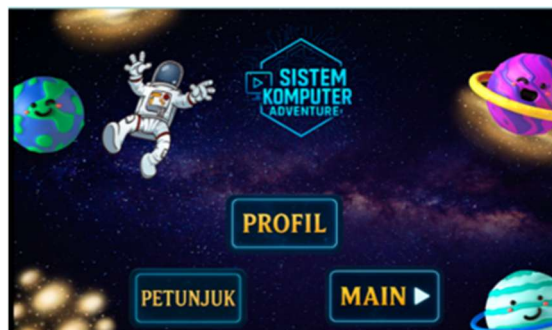 SISTEM
KOMPUTER
ADVENTURE
PROFIL
PETUNJUK
MAIN